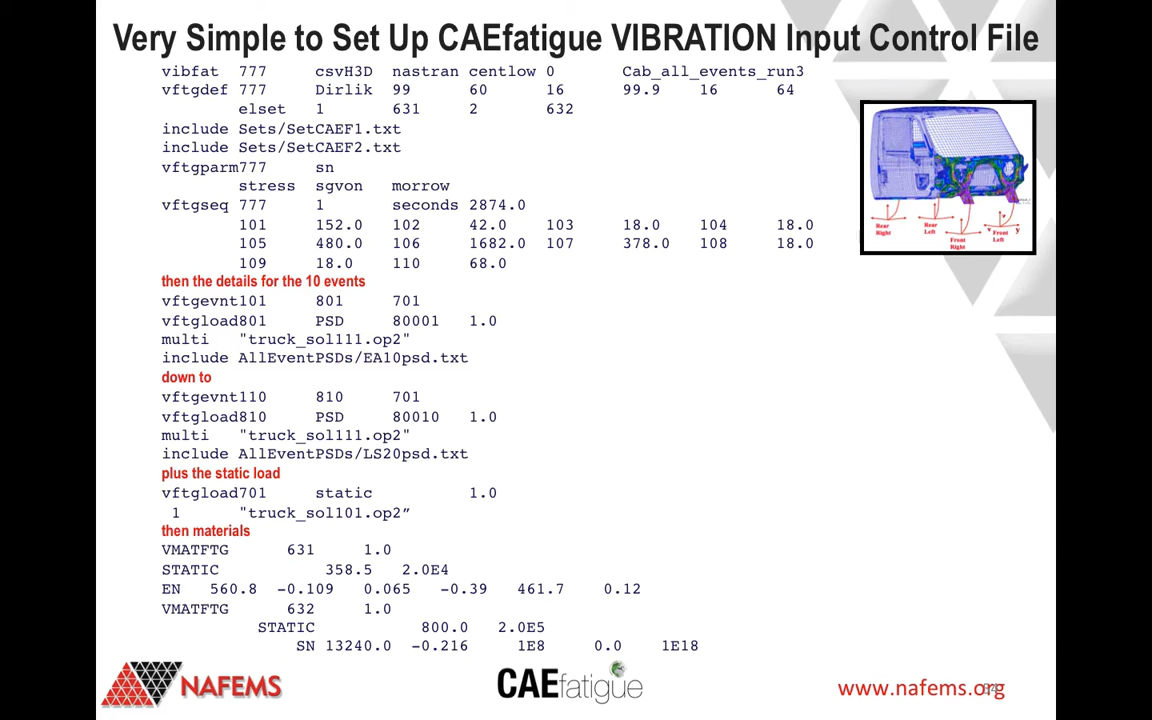 Very Simple to Set Up CAEfatigue VIBRATION Input Control File
vibfat 777 csvH3D nastran centlow 0 Cab_all_events_run3
vftgdef 777 Dirlik 99 60 16 99.9 16 64
elset 1 631 2 632
include Sets/SetCAEF1.txt
include Sets/SetCAEF2.txt
vftgparm777 sn
stress sgvon morrow
vftgseq 777 1 seconds 2874.0
101 152.0 102 42.0 103 18.0 104 18.0
105 480.0 106 1682.0 107 378.0 108 18.0
109 18.0 110 68.0
then the details for the 10 events
vftgevnt101 801 701
vftgload801 PSD 80001 1.0
multi "truck_sol111.op2"
include AllEventPSDs/EA10psd.txt
down to
vftgevnt110 810 701
vftgload810 PSD 80010 1.0
multi "truck_sol111.op2"
include AllEventPSDs/LS20psd.txt
plus the static load
vftgload701 static 1.0
1 "truck_sol101.op2”
then materials
VMATFTG 631 1.0
STATIC 358.5 2.0E4
EN 560.8 -0.109 0.065 -0.39 461.7 0.12
VMATFTG 632 1.0
STATIC 800.0 2.0E5
SN 13240.0 -0.216 1E8 0.0 1E18
Rear
Right
Rear
Left
Front
Right
Front
Left
y
NAFEMS
CAEfatigue
www.nafems.org